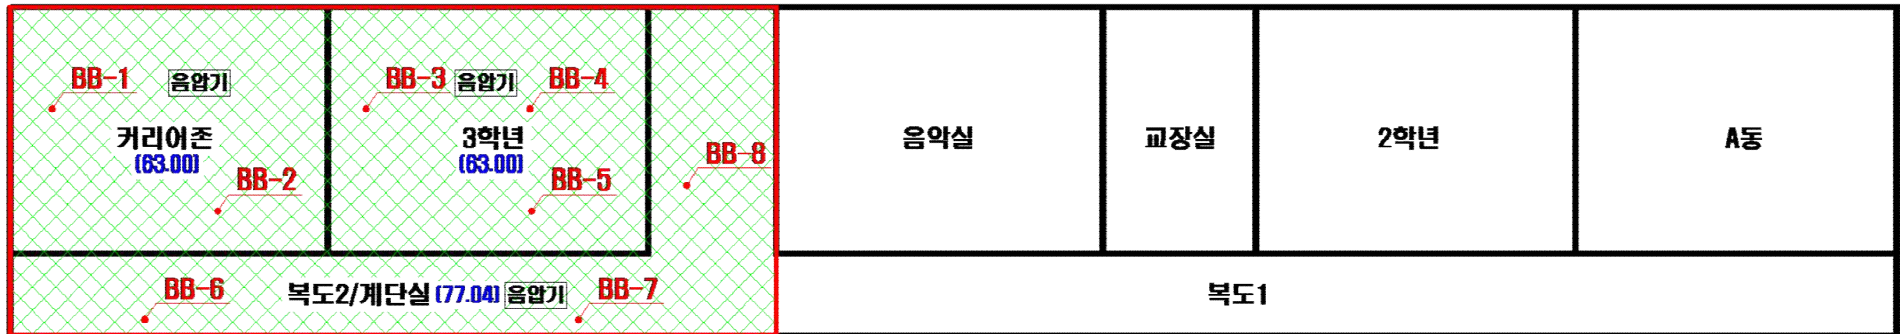 BB-1
음압기
커리어존
(63.00)
BB-2
BB-3
음압기
BB-4
3학년
(63.00)
BB-5
BB-8
음악실
교장실
2학년
A동
BB-6
복도2/계단실 (77.04) 음압기
BB-7
복도1